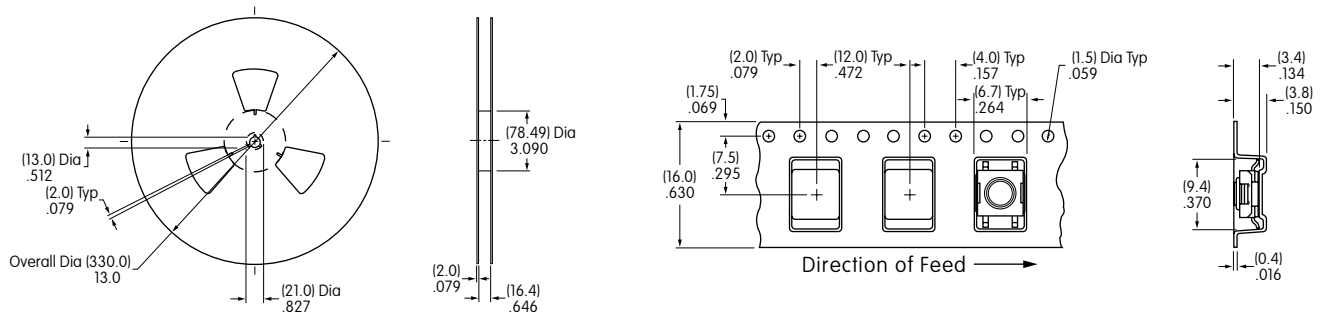 (13.0) Dia
.512
(2.0) Typ
.079
Overall Dia (330.0)
13.0
(21.0) Dia
.827
(78.49) Dia
3.090
(2.0)
.079
(16.4)
.646
(2.0) Typ
.079
(12.0) Typ
.472
(4.0) Typ
.157
(1.5) Dia Typ
.059
(6.7) Typ
.264
(1.75)
.069
(7.5)
.295
(16.0)
.630
Direction of Feed
(3.4)
.134
(3.8)
.150
(9.4)
.370
(0.4)
.016